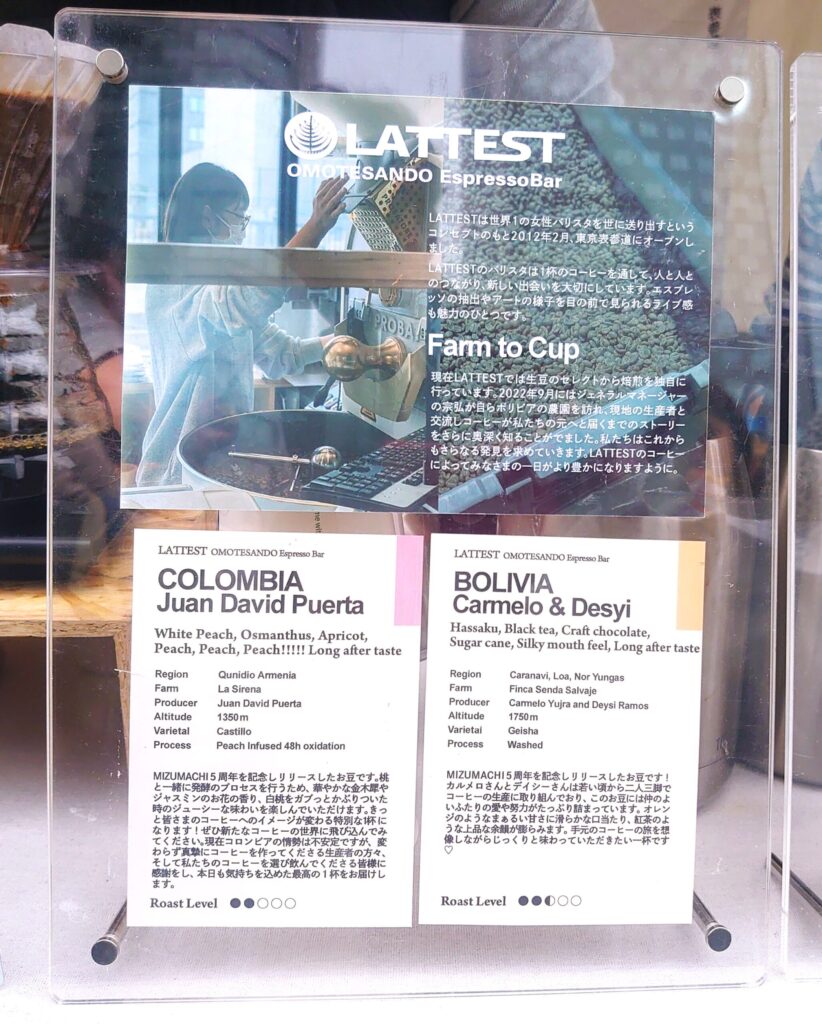 LATTEST
OMOTESANDO EspressoBar
LATTESTは世界1の女性バリスタを世に送り出すという
コンセプトのもと2012年2月、東京表参道にオープンし
ました。
LATTESTのバリスタは1杯のコーヒーを通して、人と人と
のつながり、新しい出会いを大切にしています。エスプレ
ッソの抽出やアートの様子を目の前で見られるライブ感
も魅力のひとつです。
Farm to Cup
現在LATTESTでは生豆のセレクトから焙煎を独自に
行っています。2022年9月にはジェネラルマネージャー
の宗弘が自らボリビアの農園を訪れ、現地の生産者と
交流しコーヒーが私たちの元へと届くまでのストーリー
をさらに奥深く知ることがでました。私たちはこれから
もさらなる発見を求めていきます。LATTESTのコーヒー
によってみなさまの一日がより豊かになりますように。
PROBA
LATTEST OMOTESANDO Espresso Bar
COLOMBIA
Juan David Puerta
White Peach, Osmanthus, Apricot,
Peach, Peach, Peach!!!!! Long after taste
Region Qunidio Armenia
Farm La Sirena
Producer Juan David Puerta
Altitude 1350m
Varietal Castillo
Process Peach Infused 48h oxidation
MIZUMACHI５周年を記念しリリースしたお豆です。桃
と一緒に発酵のプロセスを行うため、華やかな金木犀や
ジャスミンのお花の香り、白桃をガブっとかぶりついた
時のジューシーな味わいを楽しんでいただけます。きっ
と皆さまのコーヒーへのイメージが変わる特別な1杯に
なります！ぜひ新たなコーヒーの世界に飛び込んでみ
てください。現在コロンビアの情勢は不安定ですが、変
わらず真摯にコーヒーを作ってくださる生産者の方々、
そして私たちのコーヒーを選び飲んでくださる皆様に
感謝をし、本日も気持ちを込めた最高の１杯をお届けし
ます。
Roast Level
LATTEST OMOTESANDO Espresso Bar
BOLIVIA
Carmelo & Desyi
Hassaku, Black tea, Craft chocolate,
Sugar cane, Silky mouth feel, Long after taste
Region Caranavi, Loa, Nor Yungas
Farm Finca Senda Salvaje
Producer Carmelo Yujra and Deysi Ramos
Altitude 1750m
Varietai Geisha
Process Washed
MIZUMACHI５周年を記念しリリースしたお豆です！
カルメロさんとデイシーさんは若い頃から二人三脚で
コーヒーの生産に取り組んでおり、このお豆には仲のよ
いふたりの愛や努力がたっぷり詰まっています。オレン
ジのようなまぁるい甘さに滑らかな口当たり、紅茶のよ
うな上品な余韻が膨らみます。手元のコーヒーの旅を想
像しながらじっくりと味わっていただきたい一杯です
♡
Roast Level